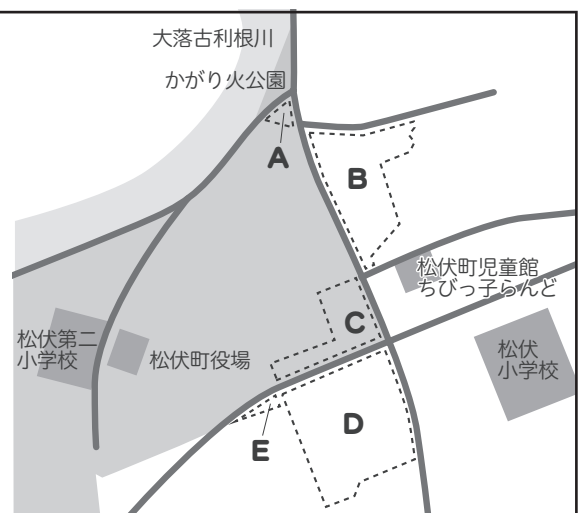 大落古利根川
かがり火公園
A
B
松伏町児童館
ちびっ子らんど
C
松伏第二
小学校
松伏町役場
松伏
小学校
D
E